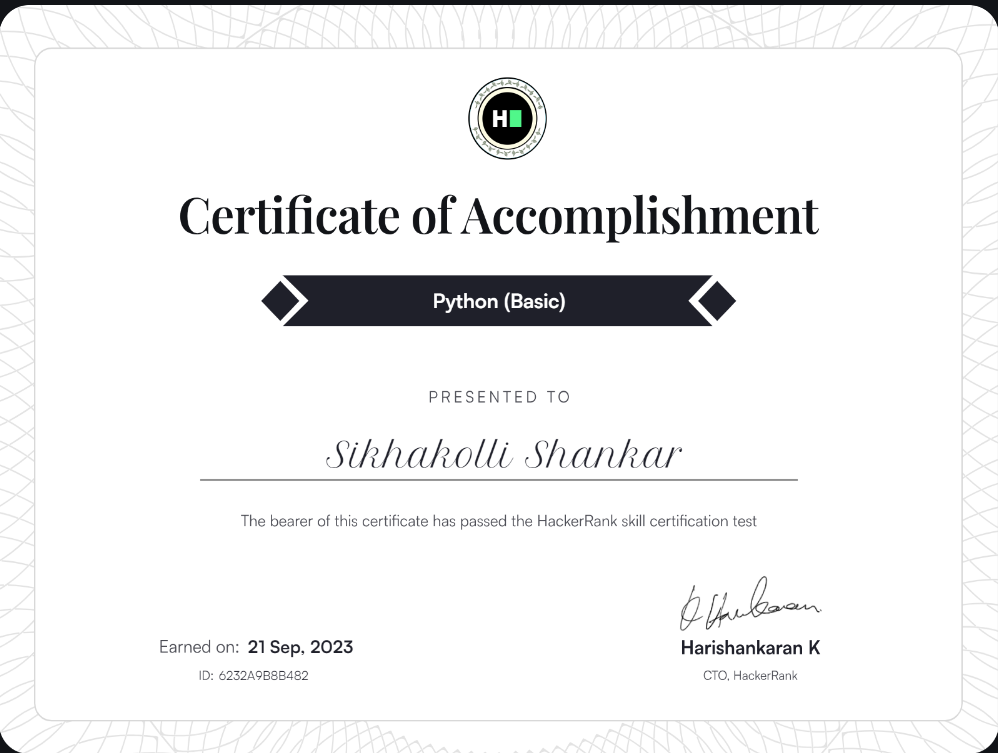 H
Certificate of Accomplishment
Python (Basic)
PRESENTED TO
Sikhakolli Shankar
The bearer of this certificate has passed the HackerRank skill certification test
Earned on: 21 Sep, 2023
ID: 6232A9B8B482
Harishankaran K
CTO, HackerRank